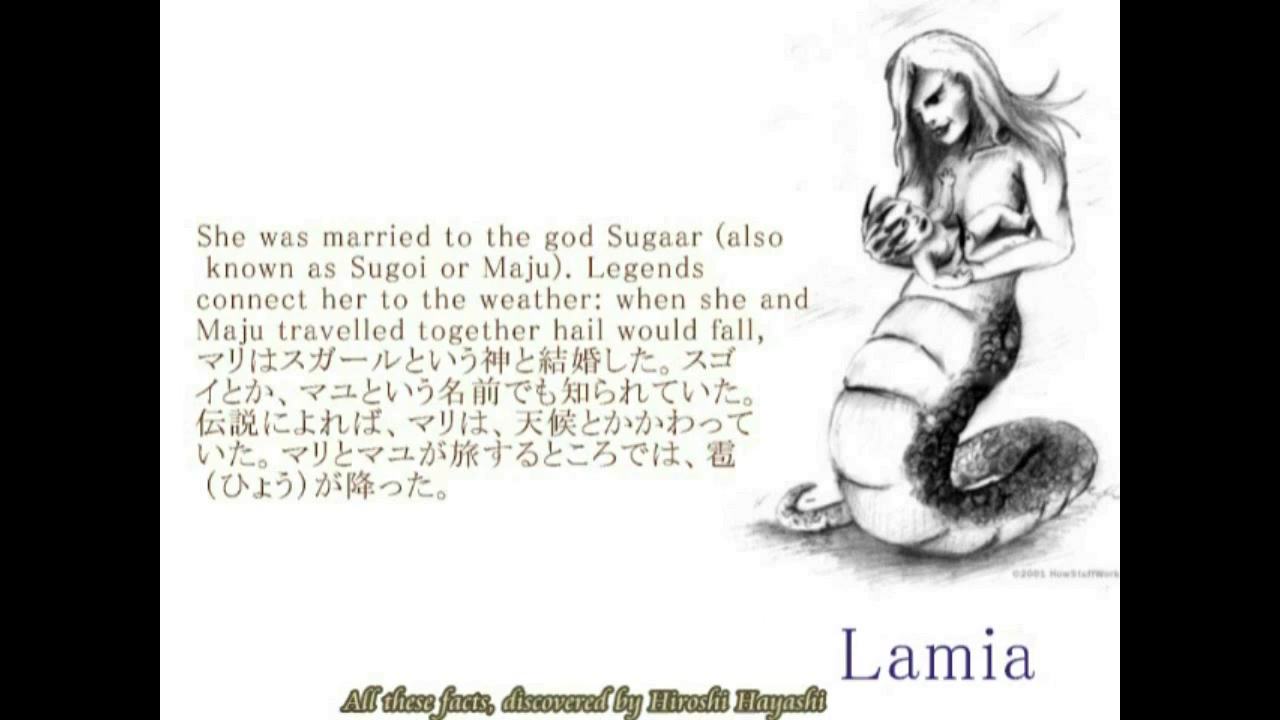 She was married to the god Sugaar (also
known as Sugoi or Maju). Legends
connect her to the weather: when she and
Maju travelled together hail would fall,
マリはスガールという神と結婚した。スゴ
イとか、マユという名前でも知られていた。
伝説によれば、マリは、天候とかかわって
いた。マリとマユが旅するところでは、雹
（ひょう）が降った。
©2001 HowStuffWork
Lamia
All these facts, discovered by Hiroshi Hayashi